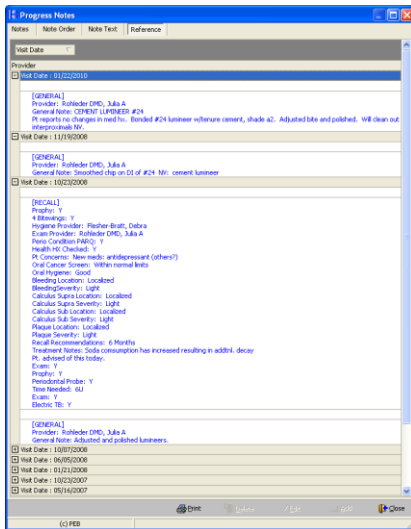 Progress Notes
Notes Note Order Note Text Reference
Visit Date
Provider
Visit Date : 01/22/2010
[GENERAL]
Provider: Rohleder DMD, Julia A
General Note: CEMENT LUMINEER #24
Pt reports no changes in med hx. Bonded #24 lumineer w/tenure cement, shade a2. Adjusted bite and polished. Will clean out
interproximals NV.
Visit Date : 11/19/2008
[GENERAL]
Provider: Rohleder DMD, Julia A
General Note: Smoothed chip on DI of #24 NV: cement lumineer
Visit Date : 10/23/2008
[RECALL]
Prophy: Y
4 Bitewings: Y
Hygiene Provider: Flesher-Bratt, Debra
Exam Provider: Rohleder DMD, Julia A
Perio Condition PARQ: Y
Health HX Checked: Y
Pt Concerns: New meds: antidepressant (others?)
Oral Cancer Screen: Within normal limits
Oral Hygiene: Good
Bleeding Location: Localized
BleedingSeverity: Light
Calculus Supra Location: Localized
Calculus Supra Severity: Light
Calculus Sub Location: Localized
Calculus Sub Severity: Light
Plaque Location: Localized
Plaque Severity: Light
Recall Recommendations: 6 Months
Treatment Notes: Soda comsumption has increased resulting in addtnl. decay
Pt. advised of this today.
Exam: Y
Prophy: Y
Periodontal Probe: Y
Time Needed: 6U
Exam: Y
Electric TB: Y
[GENERAL]
Provider: Rohleder DMD, Julia A
General Note: Adjusted and polished lumineers.
Visit Date : 10/07/2008
Visit Date : 06/05/2008
Visit Date : 01/21/2008
Visit Date : 10/23/2007
Visit Date : 05/16/2007
Print Delete Edit Add Close
(c) PEB